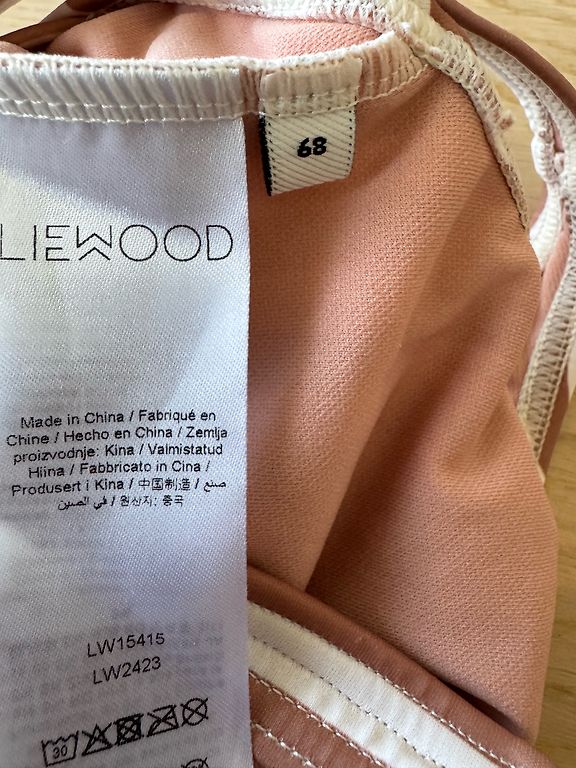 68
LIEWOOD
Made in China / Fabriqué en
Chine / Hecho en China / Zemlja
proizvodnje: Kina / Valmistatud
Hiina / Fabbricato in Cina /
Produsert i Kina / 中国制造 / صنع
في الصين / 원산지: 중국
LW15415
LW2423
30